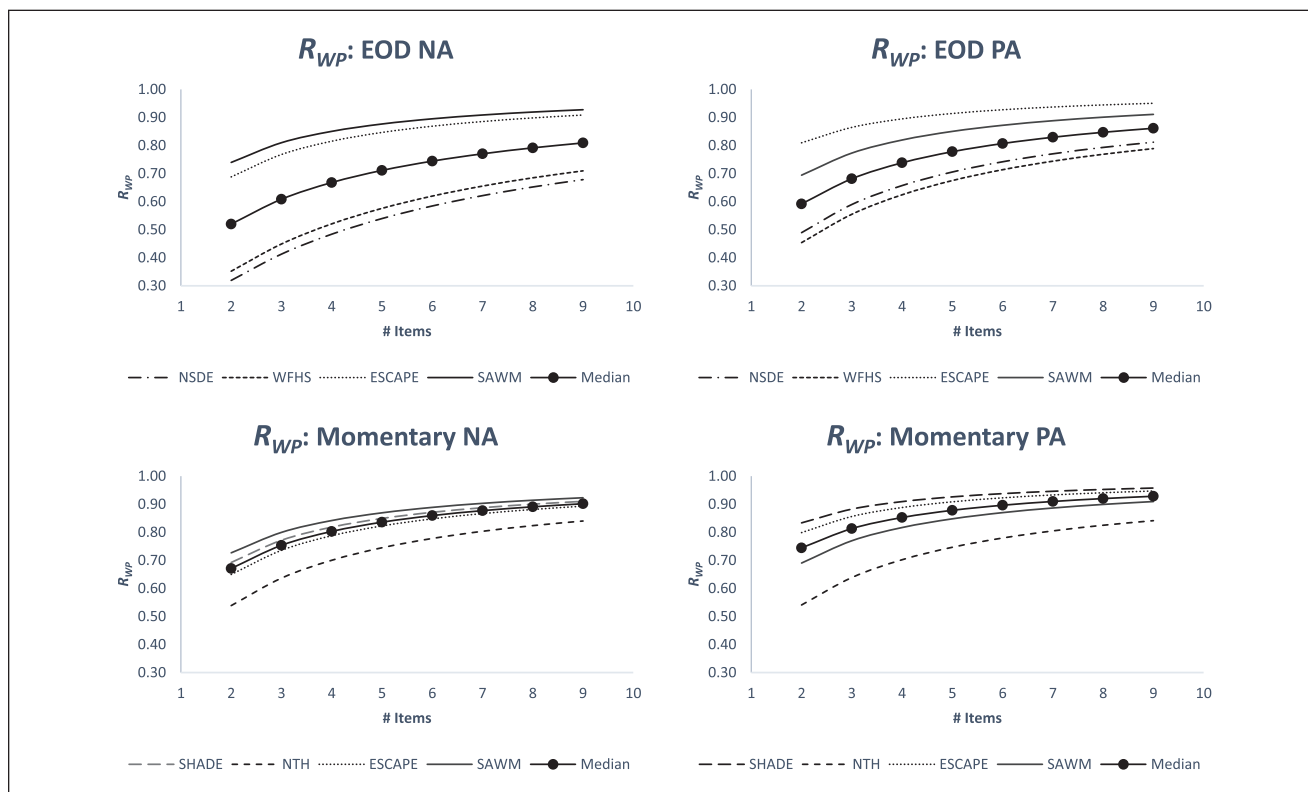 R_WP: EOD NA
1.00
0.90
0.80
0.70
0.60
0.50
0.40
0.30
R_WP
1 2 3 4 5 6 7 8 9 10
# Items
NSDE WFHS ESCAPE SAWM Median
R_WP: EOD PA
1.00
0.90
0.80
0.70
0.60
0.50
0.40
0.30
R_WP
1 2 3 4 5 6 7 8 9 10
# Items
NSDE WFHS ESCAPE SAWM Median
R_WP: Momentary NA
1.00
0.90
0.80
0.70
0.60
0.50
0.40
0.30
R_WP
1 2 3 4 5 6 7 8 9 10
# Items
SHADE NTH ESCAPE SAWM Median
R_WP: Momentary PA
1.00
0.90
0.80
0.70
0.60
0.50
0.40
0.30
R_WP
1 2 3 4 5 6 7 8 9 10
# Items
SHADE NTH ESCAPE SAWM Median